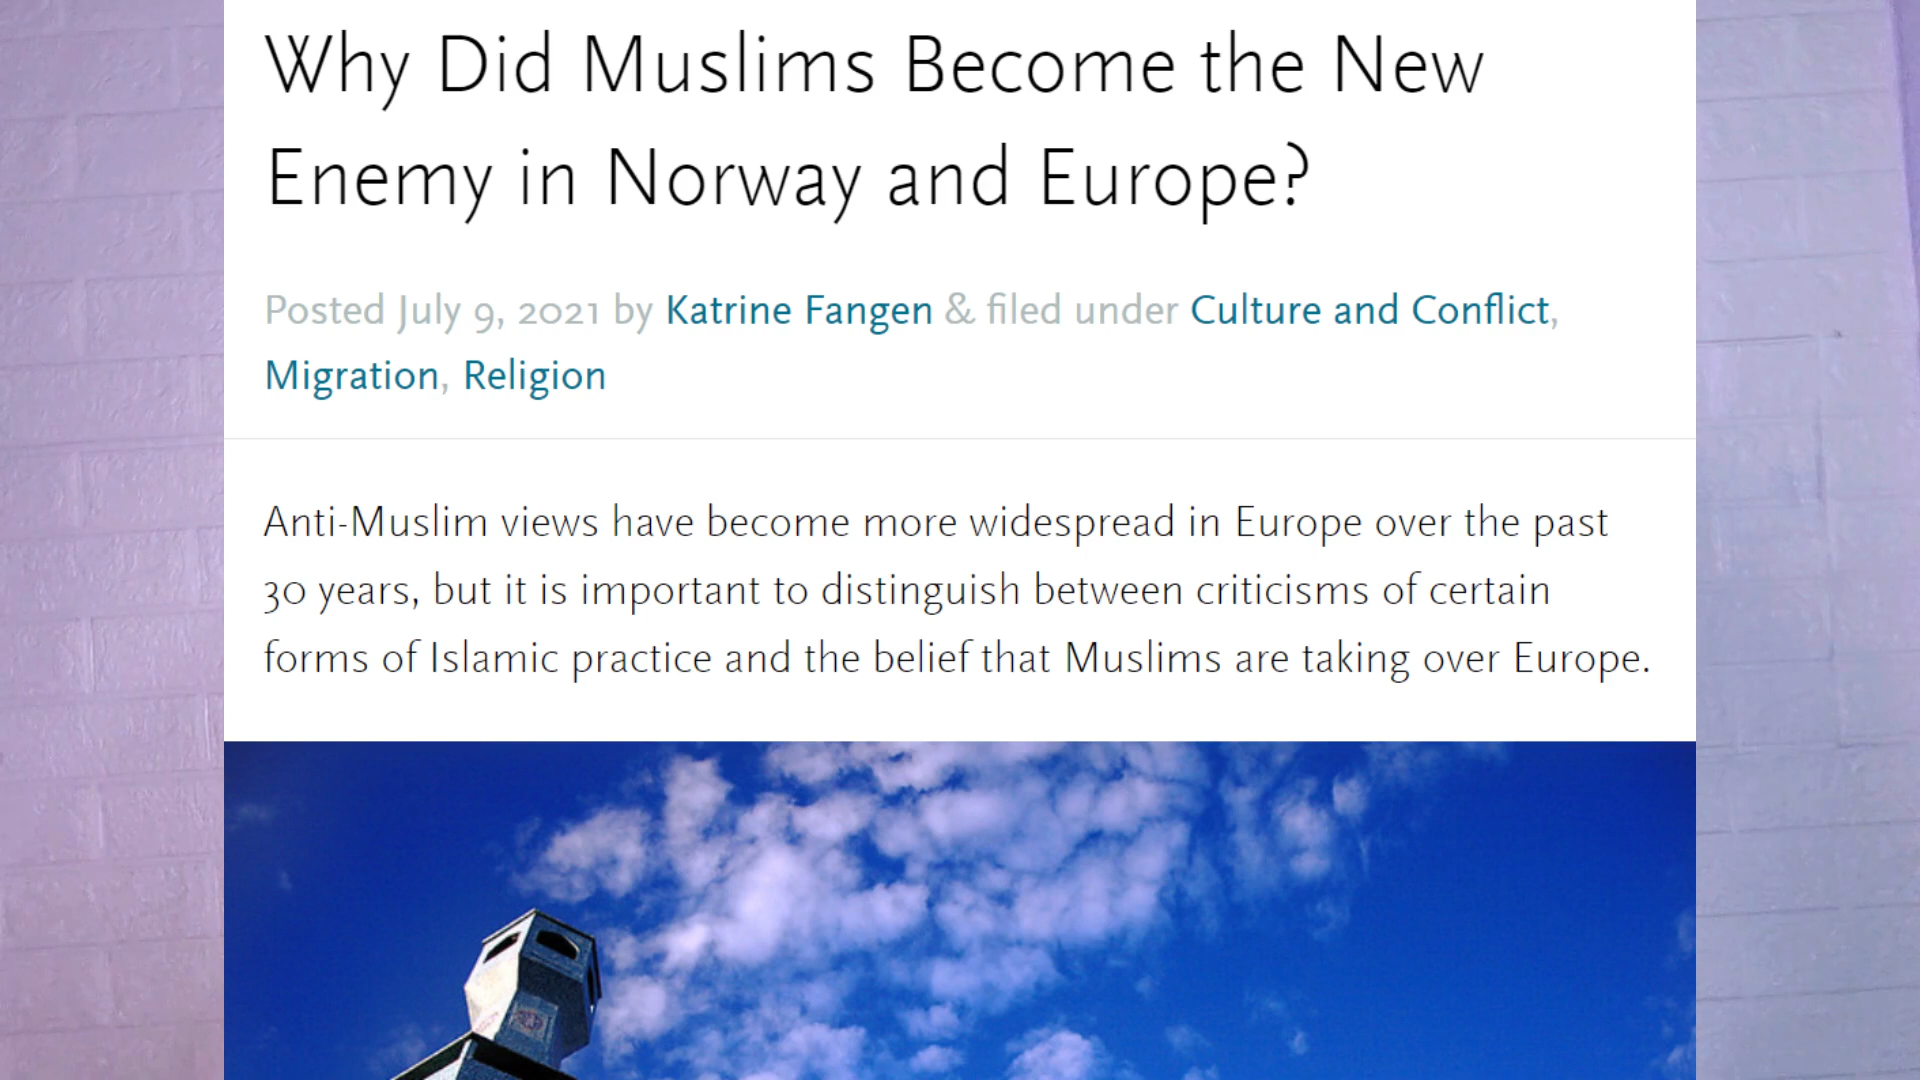 Why Did Muslims Become the New
Enemy in Norway and Europe?
Posted July 9, 2021 by Katrine Fangen & filed under Culture and Conflict,
Migration, Religion
Anti-Muslim views have become more widespread in Europe over the past
30 years, but it is important to distinguish between criticisms of certain
forms of Islamic practice and the belief that Muslims are taking over Europe.